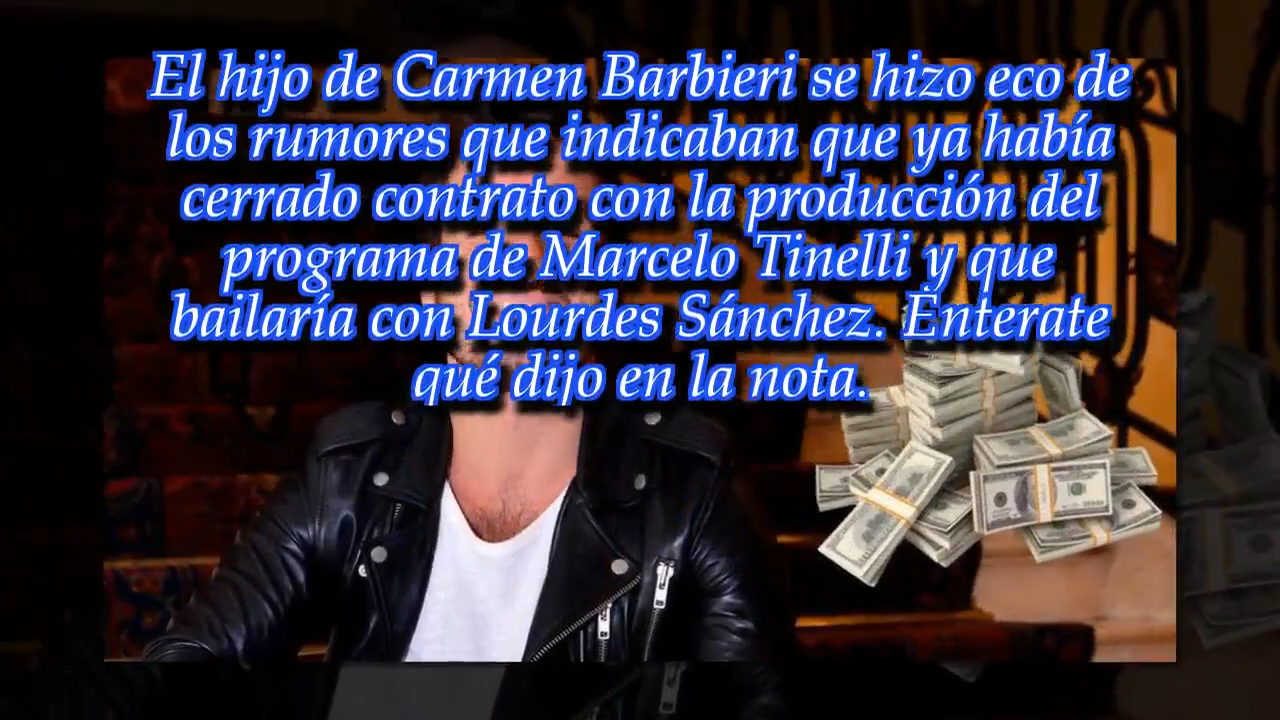 El hijo de Carmen Barbieri se hizo eco de
los rumores que indicaban que ya había
cerrado contrato con la producción del
programa de Marcelo Tinelli y que
bailaría con Lourdes Sánchez. Enterate
qué dijo en la nota.